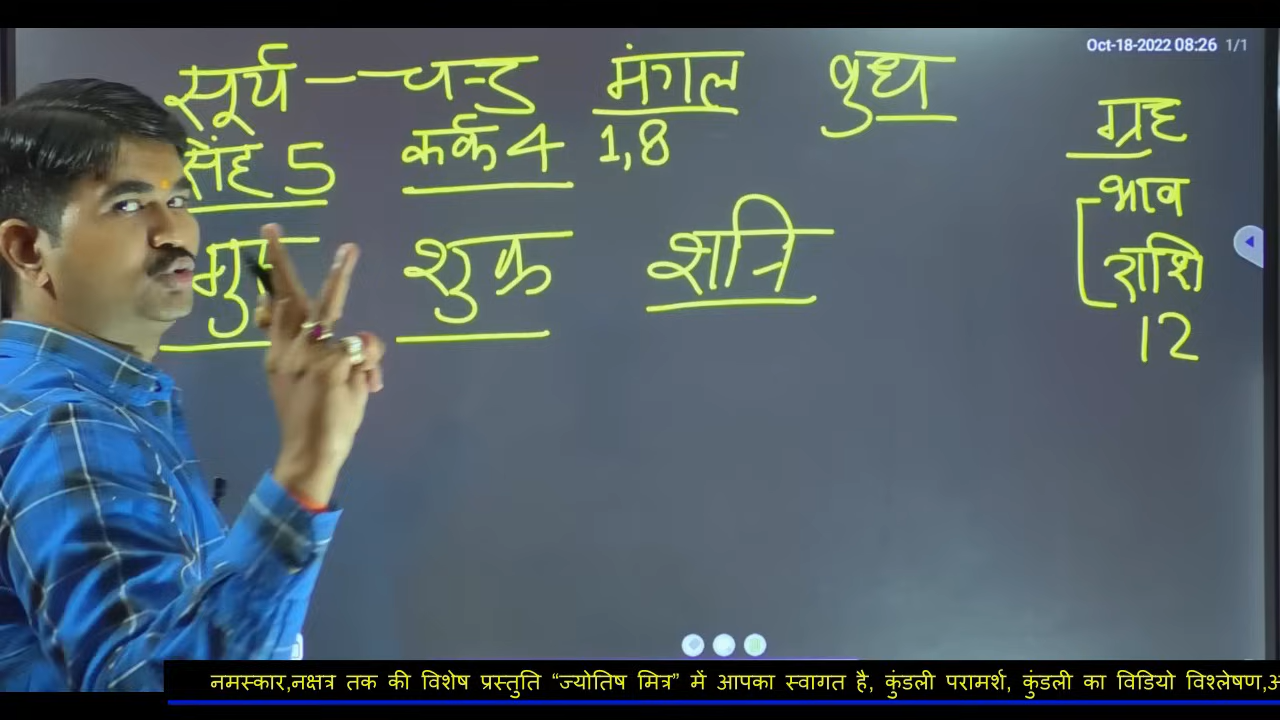 Oct-18-2022 08:26 1/1
सूर्य — चन्द्र मंगल बुध
सिंह 5 कर्क 4 1,8
शुक्र शनि
ग्रह
भाव
राशि
12
नमस्कार,नक्षत्र तक की विशेष प्रस्तुति “ज्योतिष मित्र” में आपका स्वागत है, कुंडली परामर्श, कुंडली का विडियो विश्लेषण,